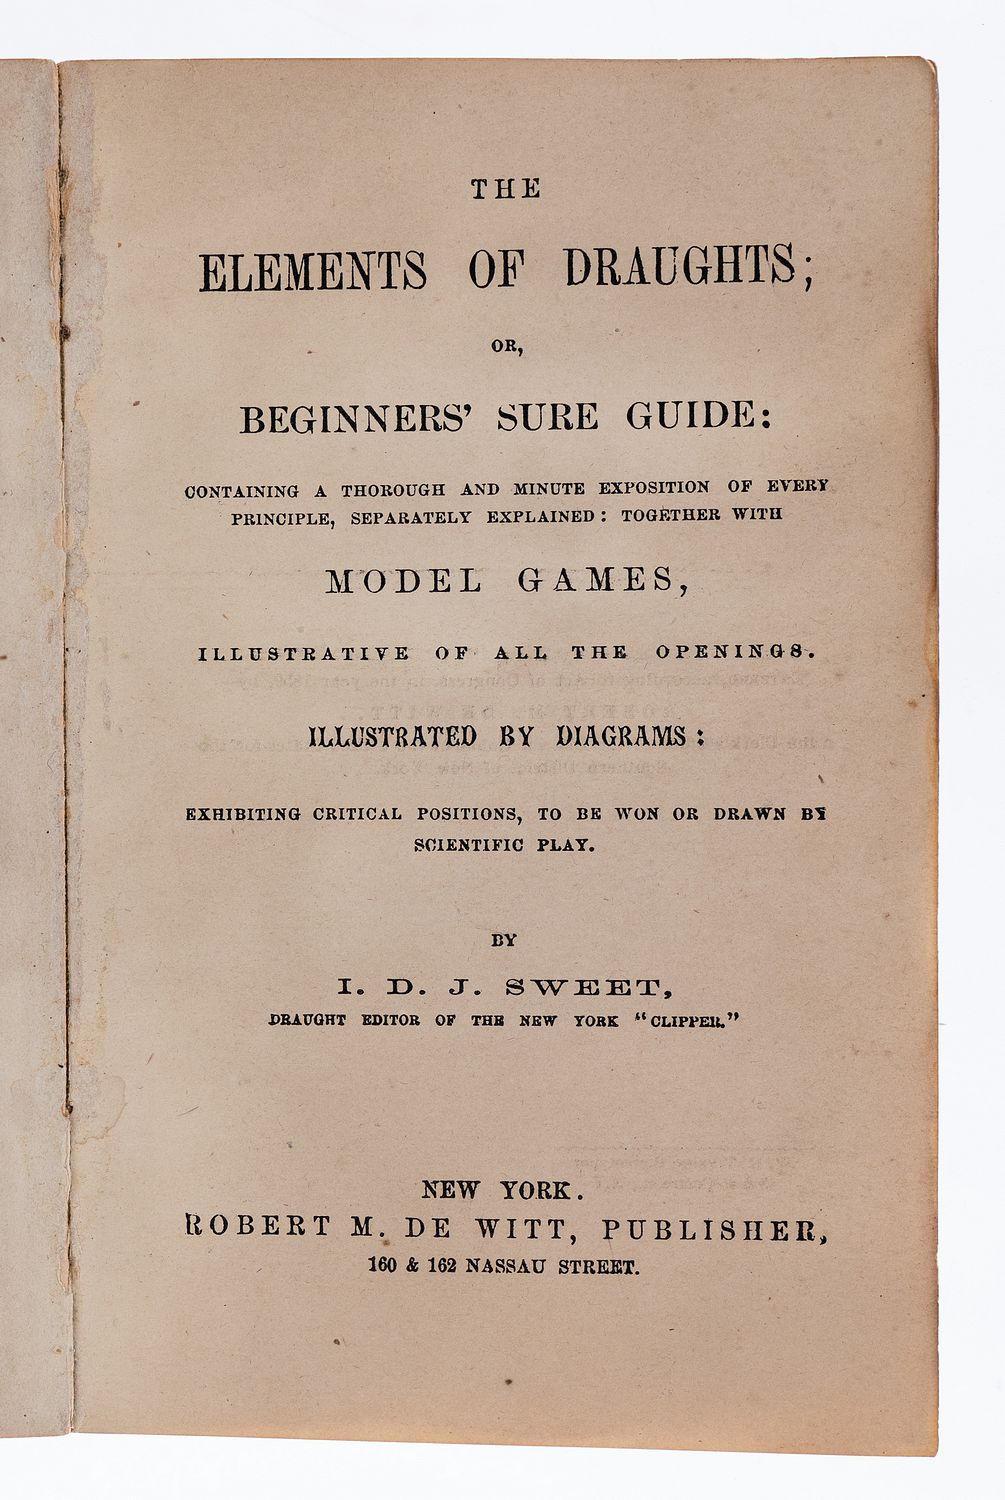 THE
ELEMENTS OF DRAUGHTS;
OR,
BEGINNERS' SURE GUIDE:
CONTAINING A THOROUGH AND MINUTE EXPOSITION OF EVERY
PRINCIPLE, SEPARATELY EXPLAINED: TOGETHER WITH
MODEL GAMES,
ILLUSTRATIVE OF ALL THE OPENINGS.
ILLUSTRATED BY DIAGRAMS:
EXHIBITING CRITICAL POSITIONS, TO BE WON OR DRAWN BY
SCIENTIFIC PLAY.
BY
I. D. J. SWEET,
DRAUGHT EDITOR OF THE NEW YORK "CLIPPER."
NEW YORK.
ROBERT M. DE WITT, PUBLISHER,
160 & 162 NASSAU STREET.